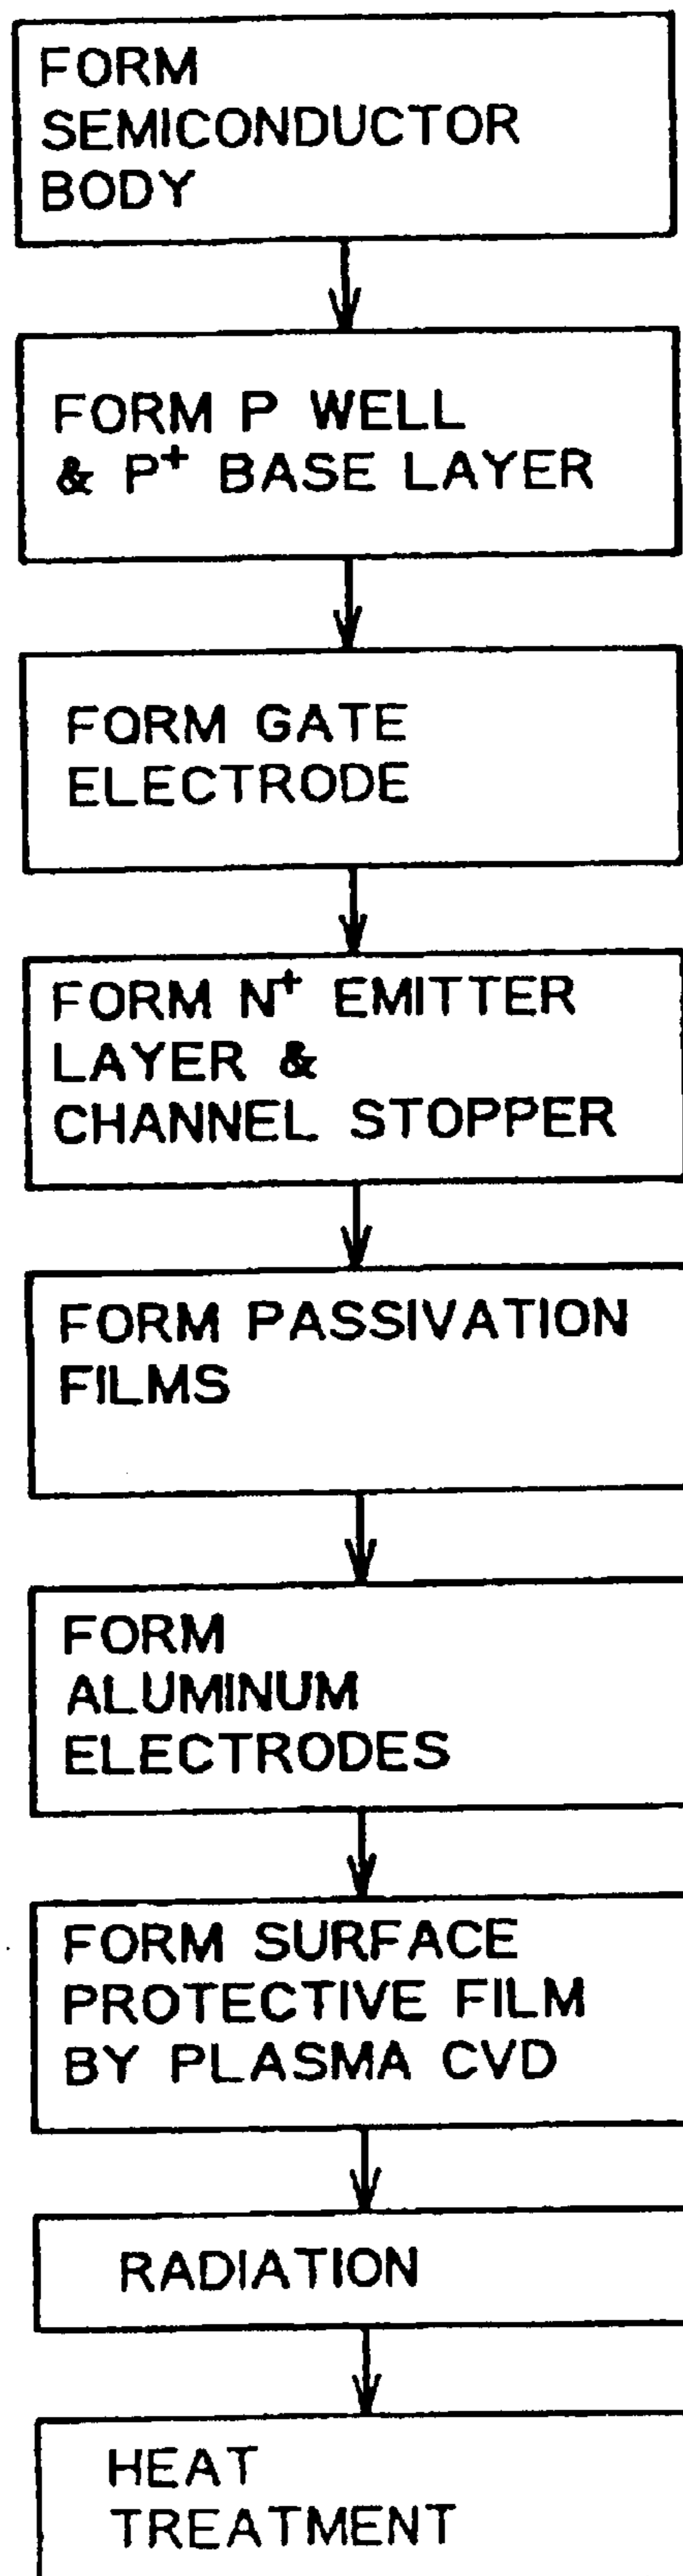 FORM
SEMICONDUCTOR
BODY
FORM P WELL
& P⁺ BASE LAYER
FORM GATE
ELECTRODE
FORM N⁺ EMITTER
LAYER &
CHANNEL STOPPER
FORM PASSIVATION
FILMS
FORM
ALUMINUM
ELECTRODES
FORM SURFACE
PROTECTIVE FILM
BY PLASMA CVD
RADIATION
HEAT
TREATMENT